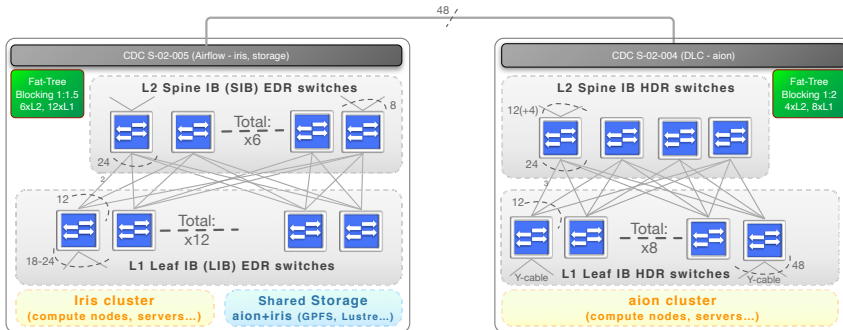 48
CDC S-02-005 (Airflow - iris, storage)
Fat-Tree
Blocking 1:1.5
6xL2, 12xL1
L2 Spine IB (SIB) EDR switches
8
Total:
x6
24
2
12
Total:
x12
18-24
L1 Leaf IB (LIB) EDR switches
Iris cluster
(compute nodes, servers...)
Shared Storage
aion+iris (GPFS, Lustre...)
CDC S-02-004 (DLC - aion)
L2 Spine IB HDR switches
Fat-Tree
Blocking 1:2
4xL2, 8xL1
12(+4)
24
3
12
Total:
x8
48
Y-cable
L1 Leaf IB HDR switches
Y-cable
aion cluster
(compute nodes, servers...)